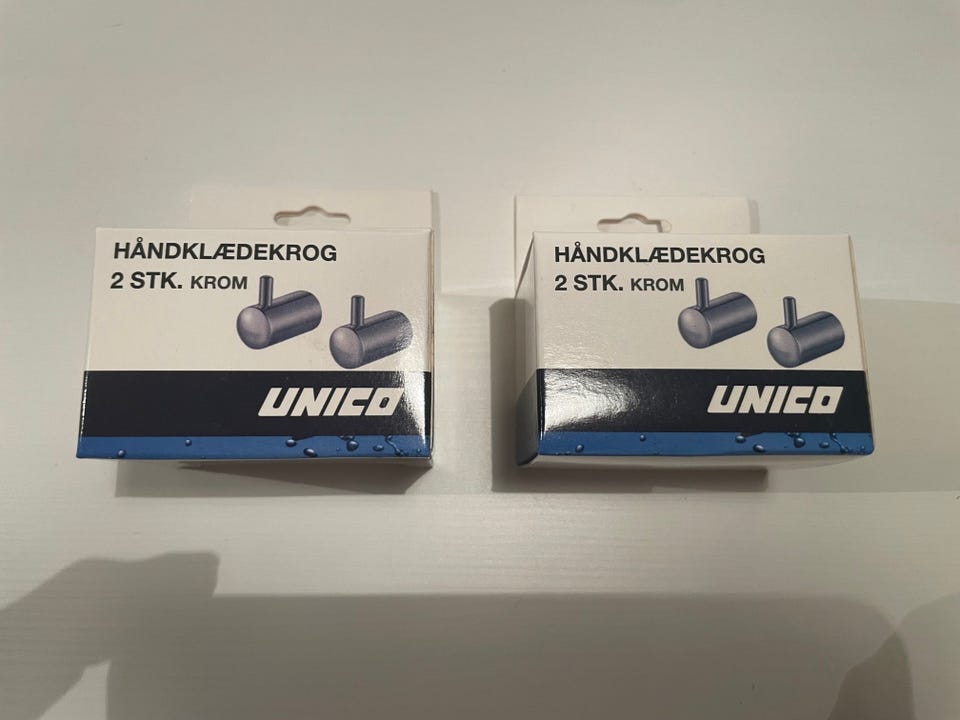 HÅNDKLÆDEKROG
2 STK. KROM
UNICO
HÅNDKLÆDEKROG
2 STK. KROM
UNICO